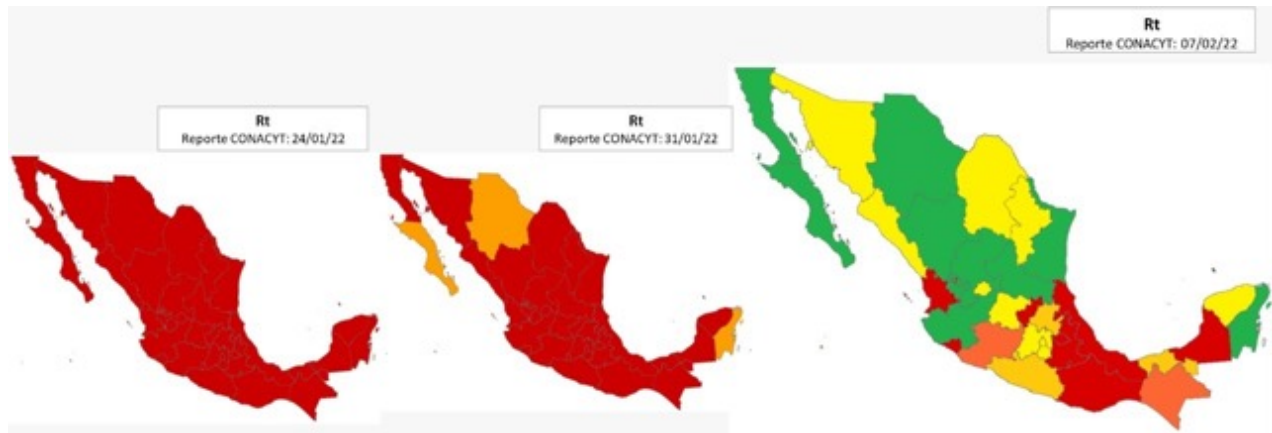 Rt
Reporte CONACYT: 24/01/22
Rt
Reporte CONACYT: 31/01/22
Rt
Reporte CONACYT: 07/02/22